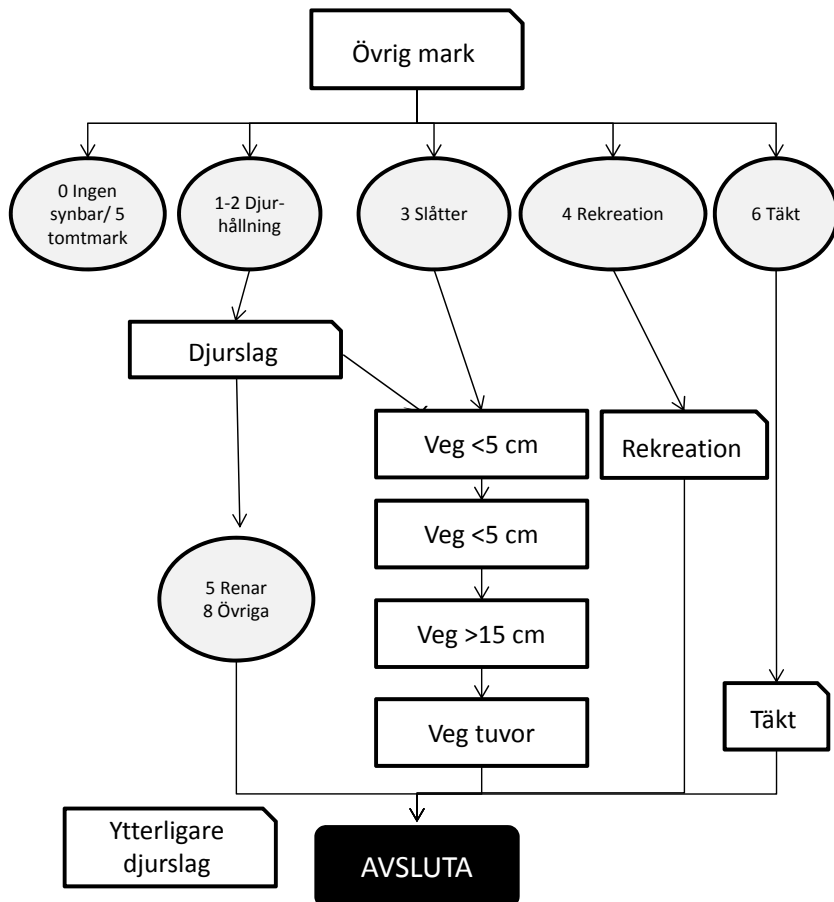 Övrig mark
0 Ingen
synbar/ 5
tomtmark
1-2 Djur-
hållning
3 Slåtter
4 Rekreation
6 Täkt
Djurslag
Veg <5 cm
Rekreation
Veg <5 cm
5 Renar
8 Övriga
Veg >15 cm
Veg tuvor
Täkt
Ytterligare
djurslag
AVSLUTA